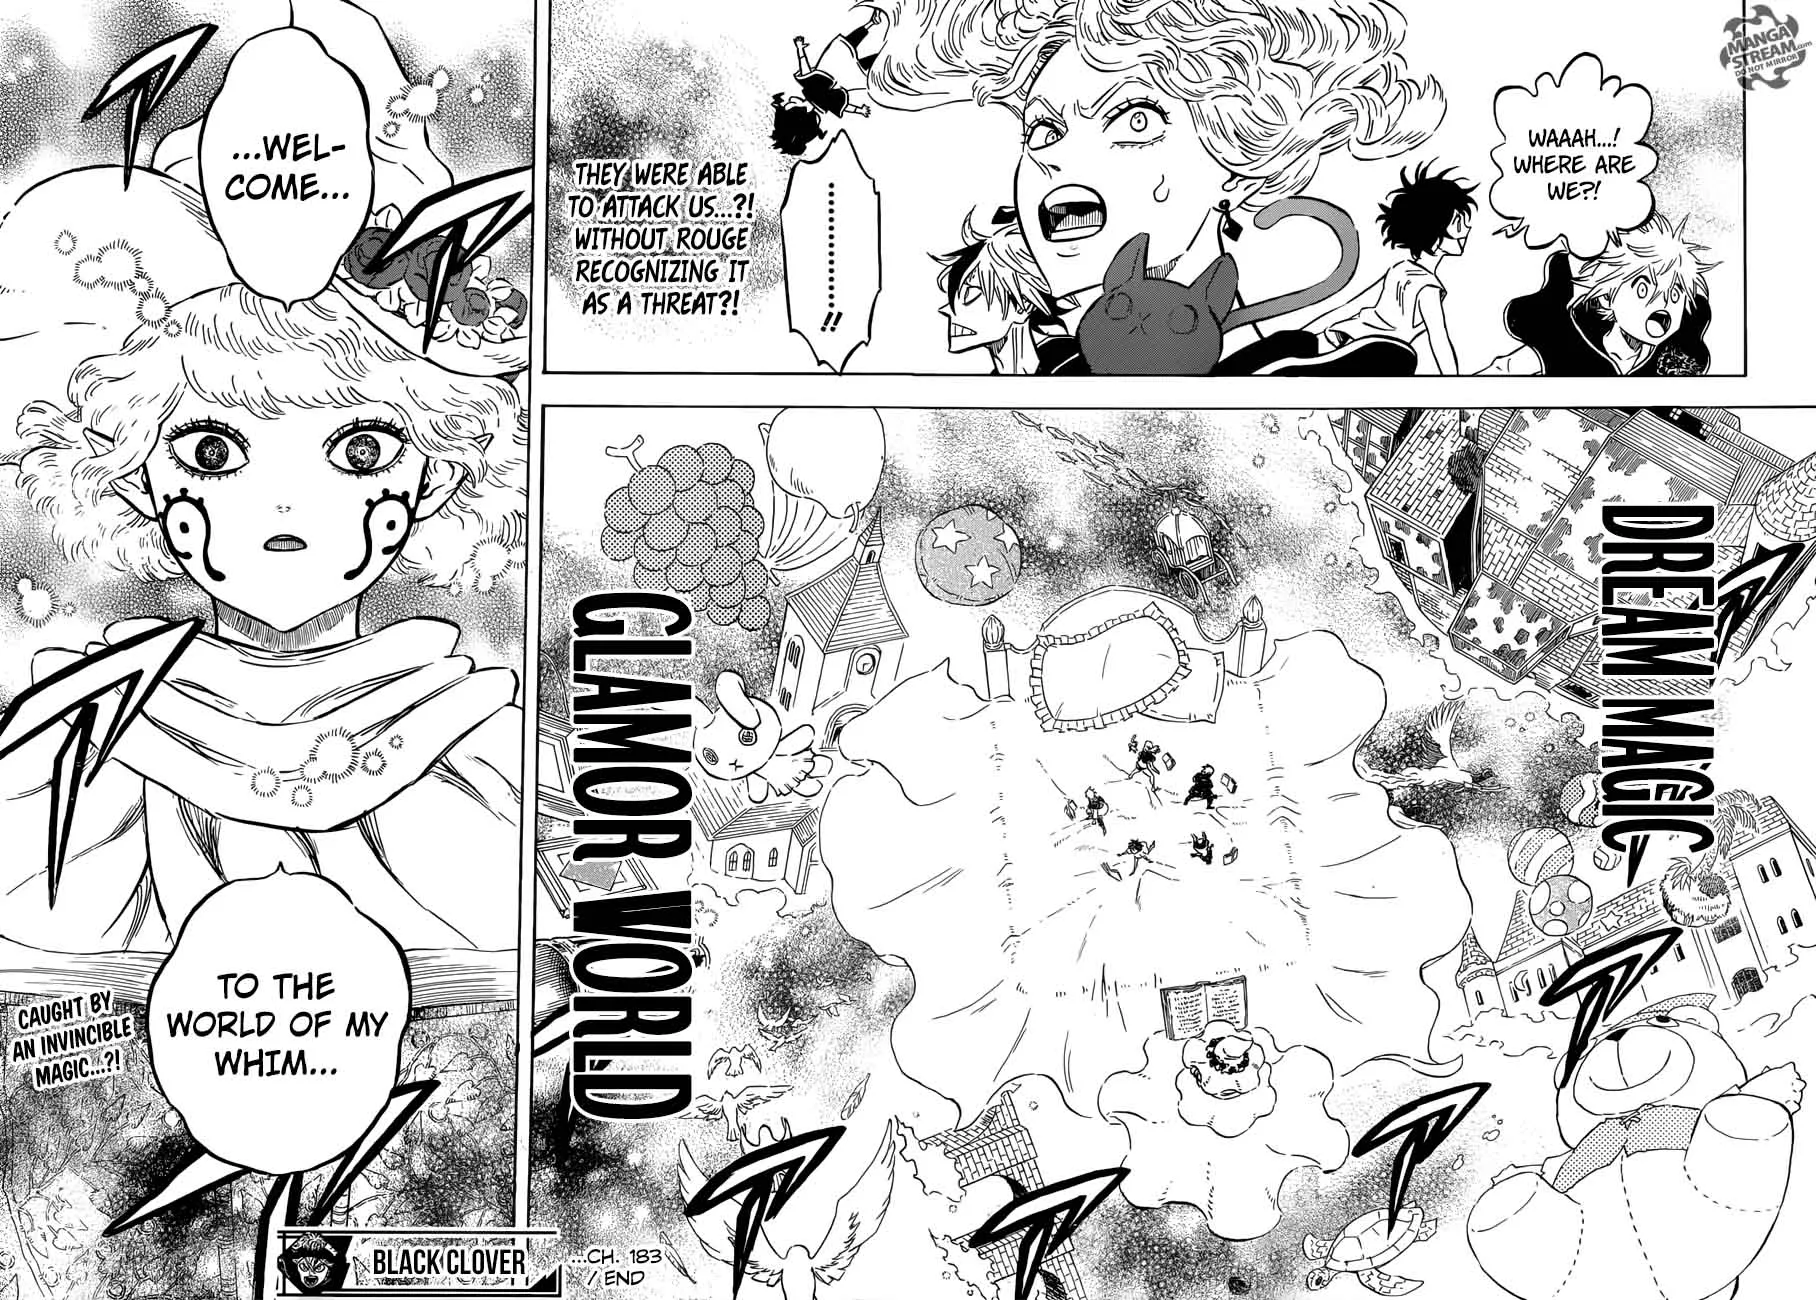 MANGA
STREAM.com
DO NOT MIRROR
WAAAH...!
WHERE ARE
WE?!
...........!!
THEY WERE ABLE
TO ATTACK US...?!
WITHOUT ROUGE
RECOGNIZING IT
AS A THREAT?!
DREAM MAGIC
GLAMOR WORLD
...WEL-
COME...
TO THE
WORLD OF MY
WHIM...
CAUGHT BY
AN INVINCIBLE
MAGIC...?!
BLACK CLOVER
...CH. 183
/ END